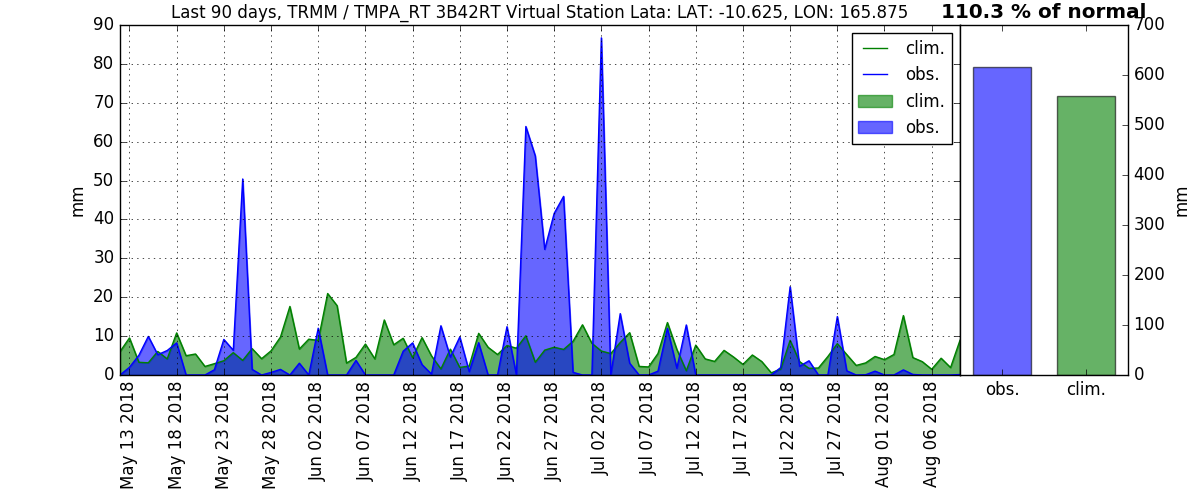 Last 90 days, TRMM / TMPA_RT 3B42RT Virtual Station Lata: LAT: -10.625, LON: 165.875
110.3 % of normal
90
80
70
60
50
40
30
20
10
0
mm
clim.
obs.
clim.
obs.
May 13 2018
May 18 2018
May 23 2018
May 28 2018
Jun 02 2018
Jun 07 2018
Jun 12 2018
Jun 17 2018
Jun 22 2018
Jun 27 2018
Jul 02 2018
Jul 07 2018
Jul 12 2018
Jul 17 2018
Jul 22 2018
Jul 27 2018
Aug 01 2018
Aug 06 2018
700
600
500
400
300
200
100
0
mm
obs.
clim.